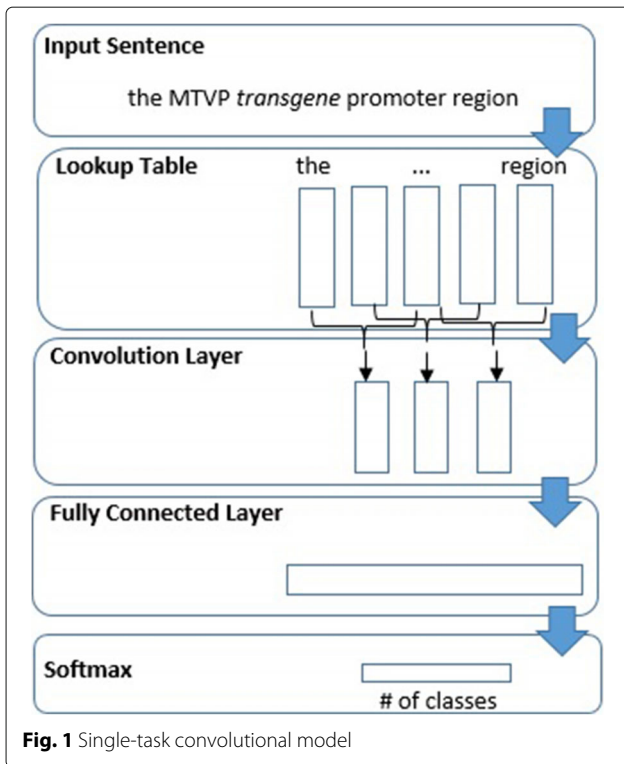 Input Sentence
the MTVP transgene promoter region
Lookup Table the ... region
Convolution Layer
Fully Connected Layer
Softmax
# of classes
Fig. 1 Single-task convolutional model